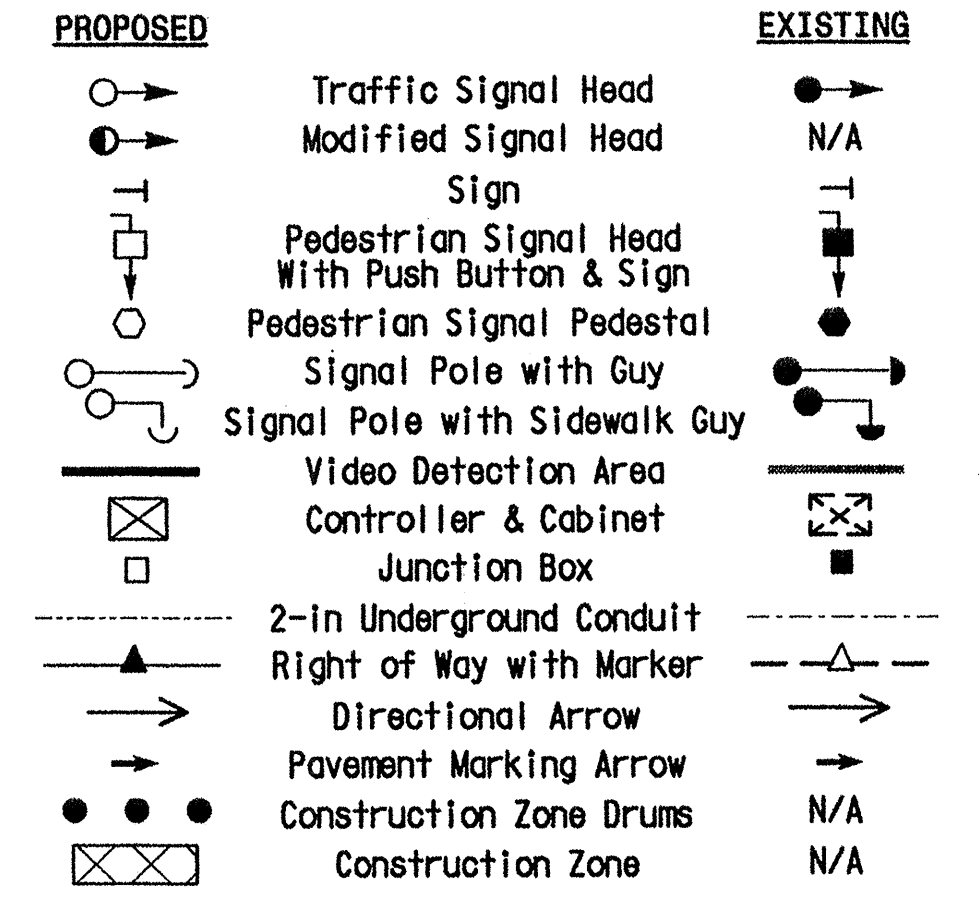 PROPOSED EXISTING
Traffic Signal Head
Modified Signal Head N/A
Sign
Pedestrian Signal Head
With Push Button & Sign
Pedestrian Signal Pedestal
Signal Pole with Guy
Signal Pole with Sidewalk Guy
Video Detection Area
Controller & Cabinet
Junction Box
2-in Underground Conduit
Right of Way with Marker
Directional Arrow
Pavement Marking Arrow
Construction Zone Drums N/A
Construction Zone N/A